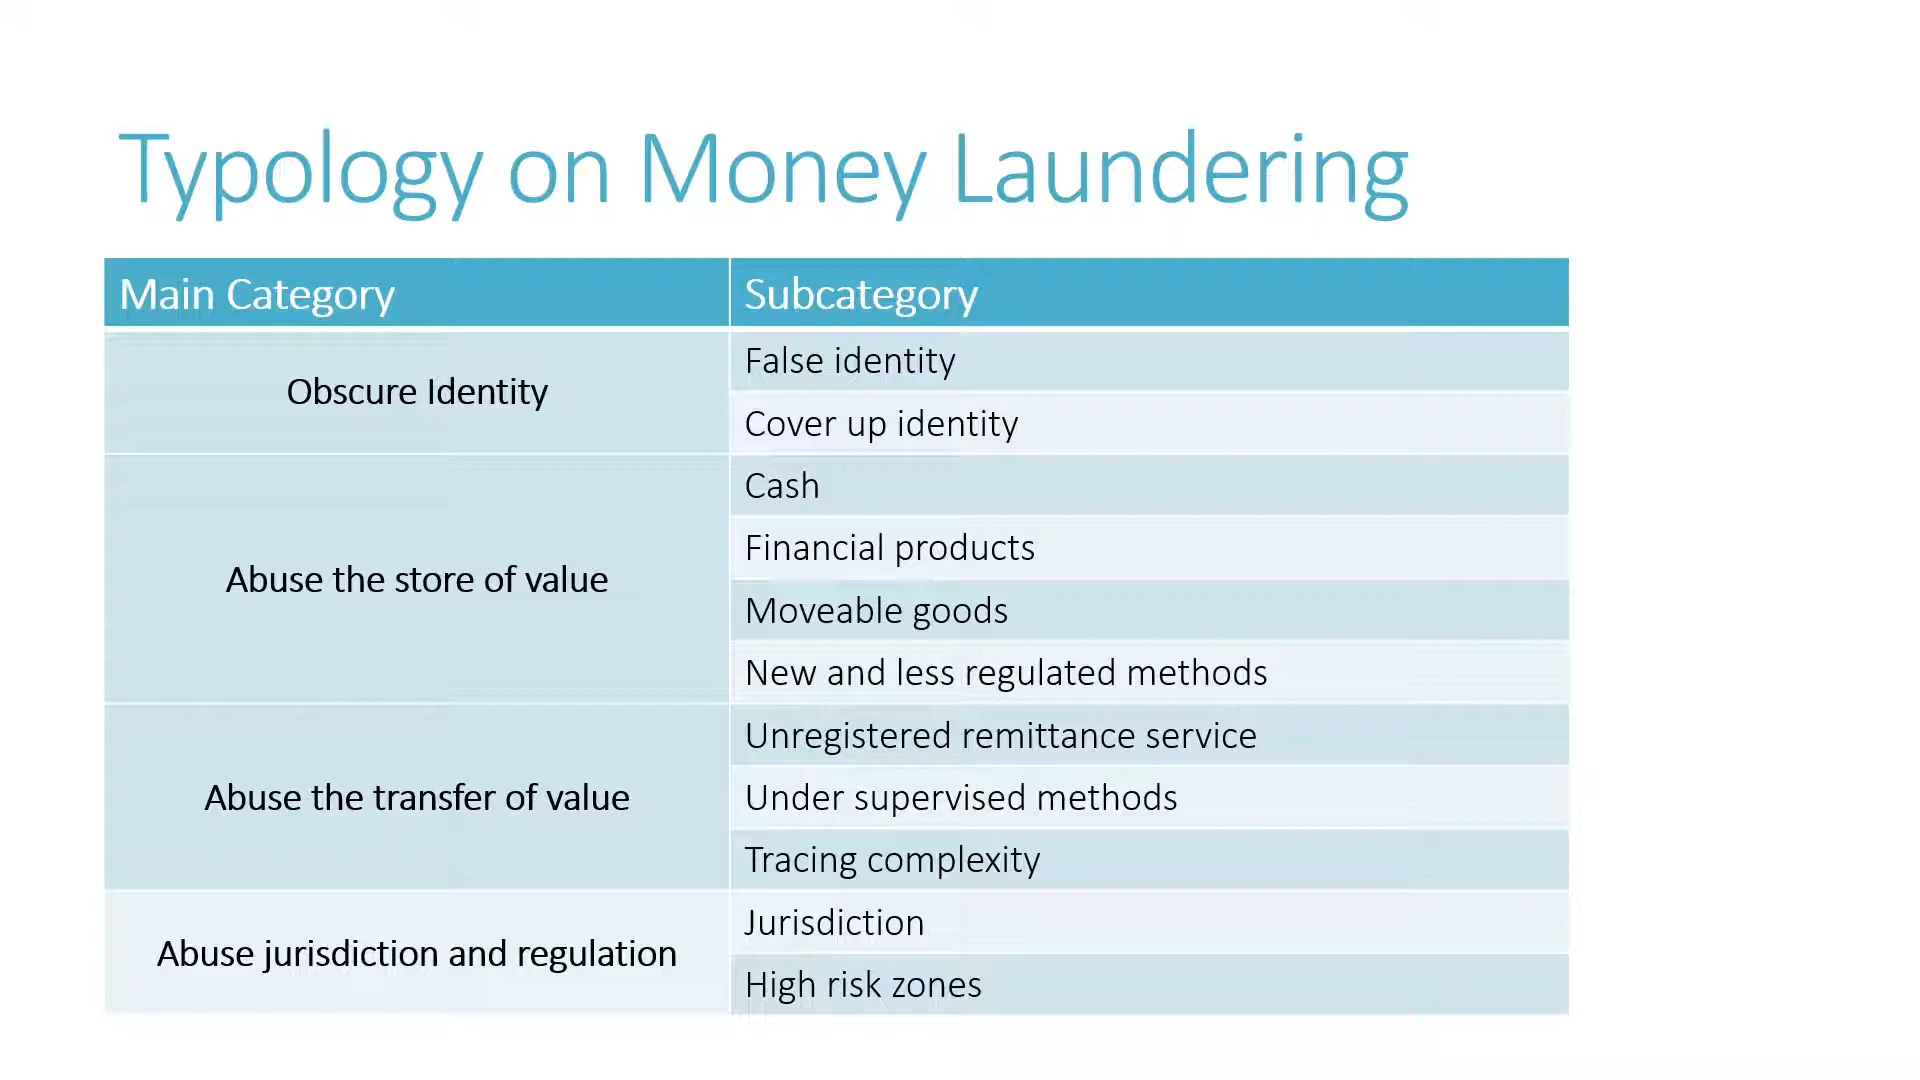 Typology on Money Laundering
Main Category
Subcategory
Obscure Identity
False identity
Cover up identity
Abuse the store of value
Cash
Financial products
Moveable goods
New and less regulated methods
Abuse the transfer of value
Unregistered remittance service
Under supervised methods
Tracing complexity
Abuse jurisdiction and regulation
Jurisdiction
High risk zones